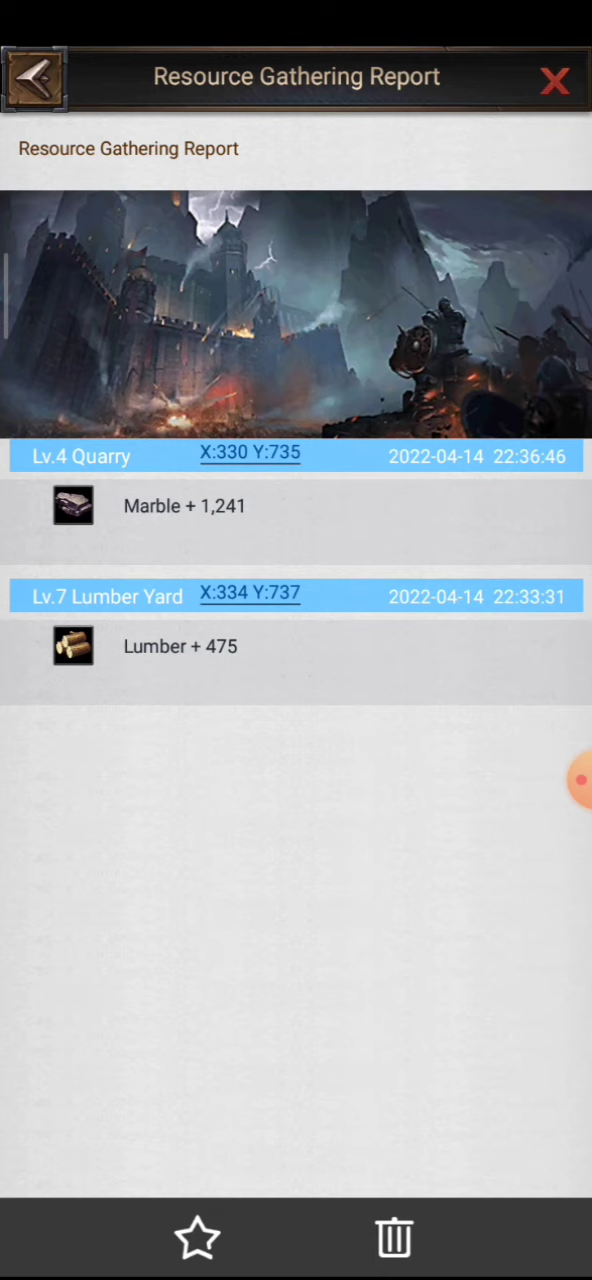 Resource Gathering Report
Resource Gathering Report
Lv.4 Quarry X:330 Y:735 2022-04-14 22:36:46
Marble + 1,241
Lv.7 Lumber Yard X:334 Y:737 2022-04-14 22:33:31
Lumber + 475